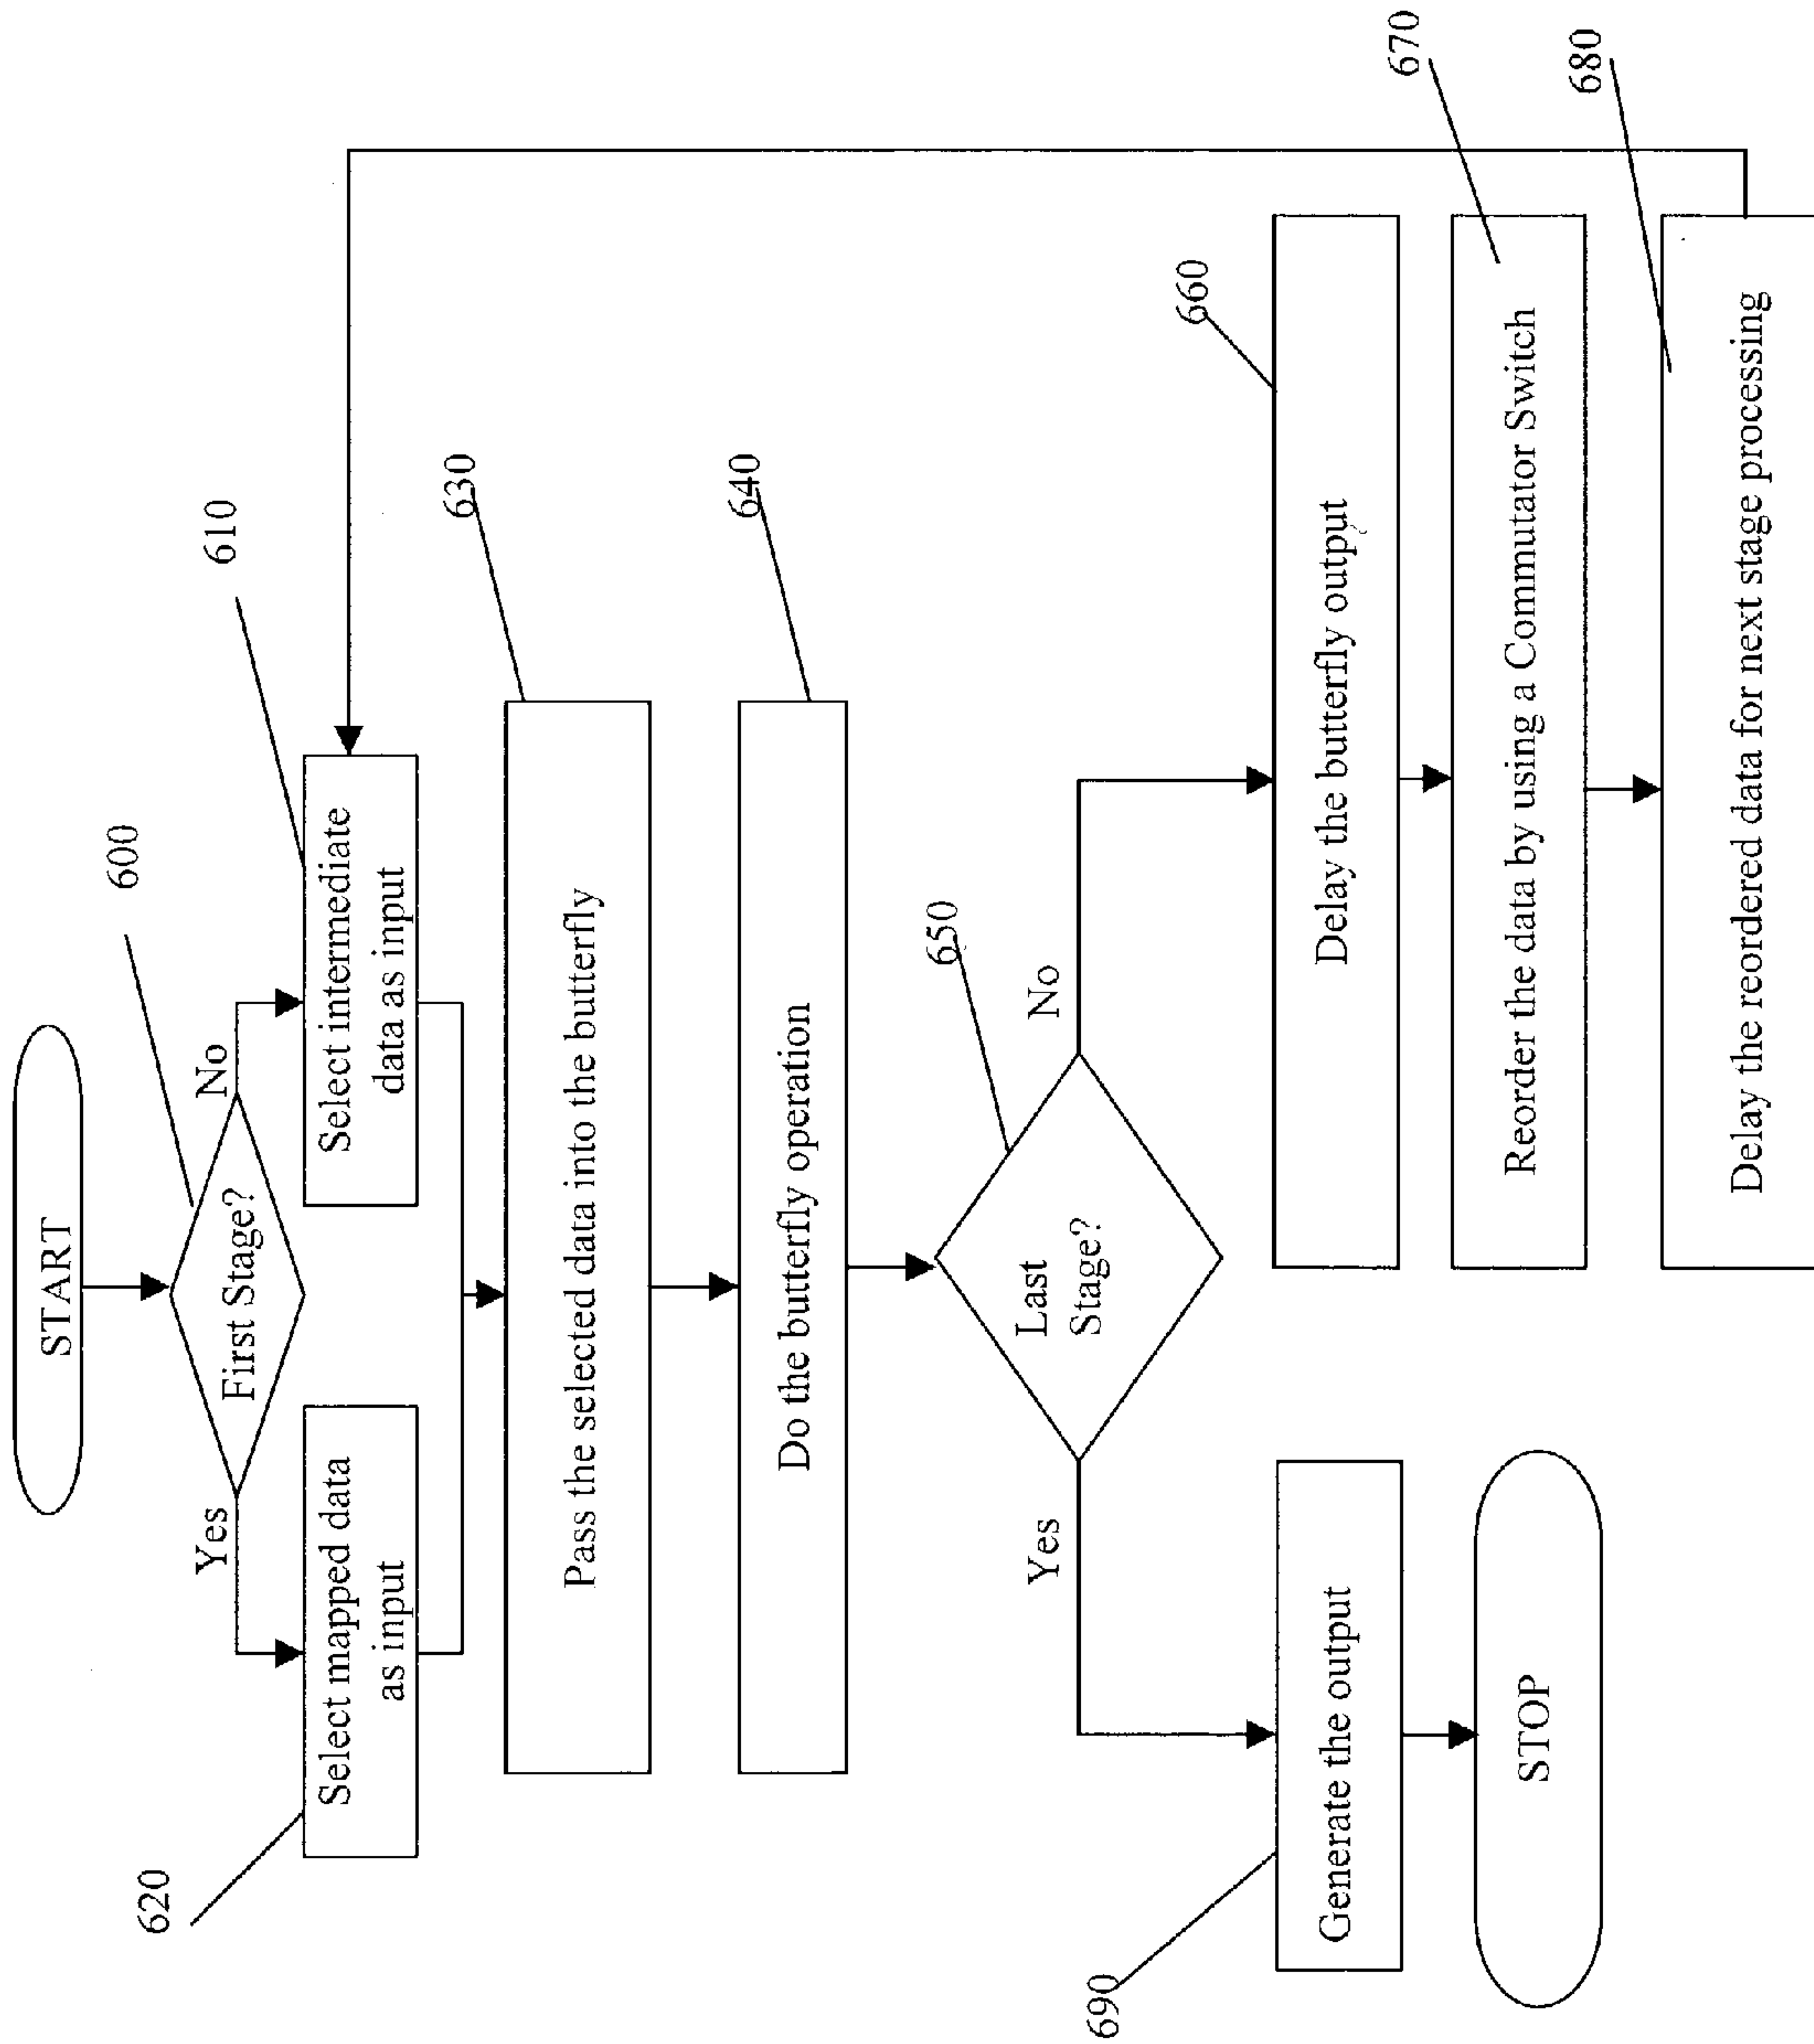 START
600
First Stage?
Yes
No
620
Select mapped data
as input
610
Select intermediate
data as input
630
Pass the selected data into the butterfly
640
Do the butterfly operation
650
Last
Stage?
Yes
No
690
Generate the output
STOP
660
Delay the butterfly output
670
Reorder the data by using a Commutator Switch
680
Delay the reordered data for next stage processing